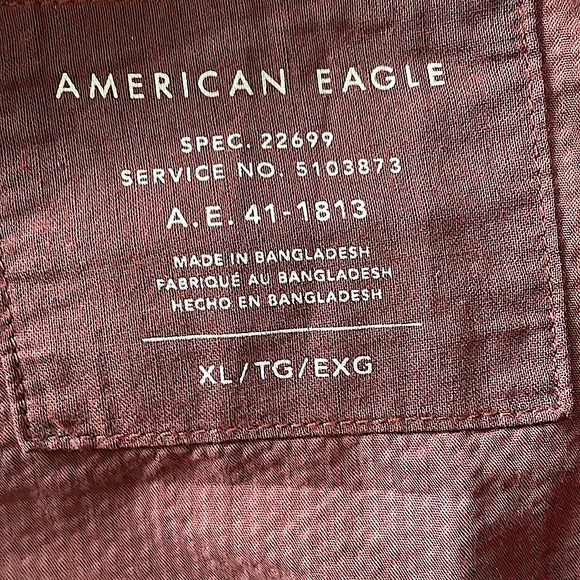 AMERICAN EAGLE
SPEC. 22699
SERVICE NO. 5103873
A.E. 41-1813
MADE IN BANGLADESH
FABRIQUÉ AU BANGLADESH
HECHO EN BANGLADESH
XL/TG/EXG